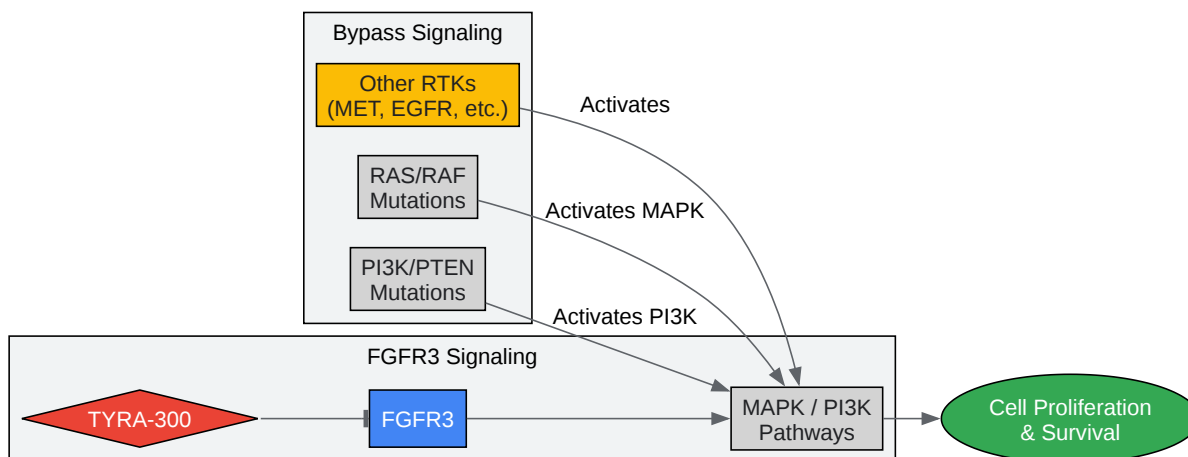 Bypass Signaling
Other RTKs
(MET, EGFR, etc.)
Activates
RAS/RAF
Mutations
Activates MAPK
PI3K/PTEN
Mutations
Activates PI3K
FGFR3 Signaling
TYRA-300
FGFR3
MAPK / PI3K
Pathways
Cell Proliferation
& Survival